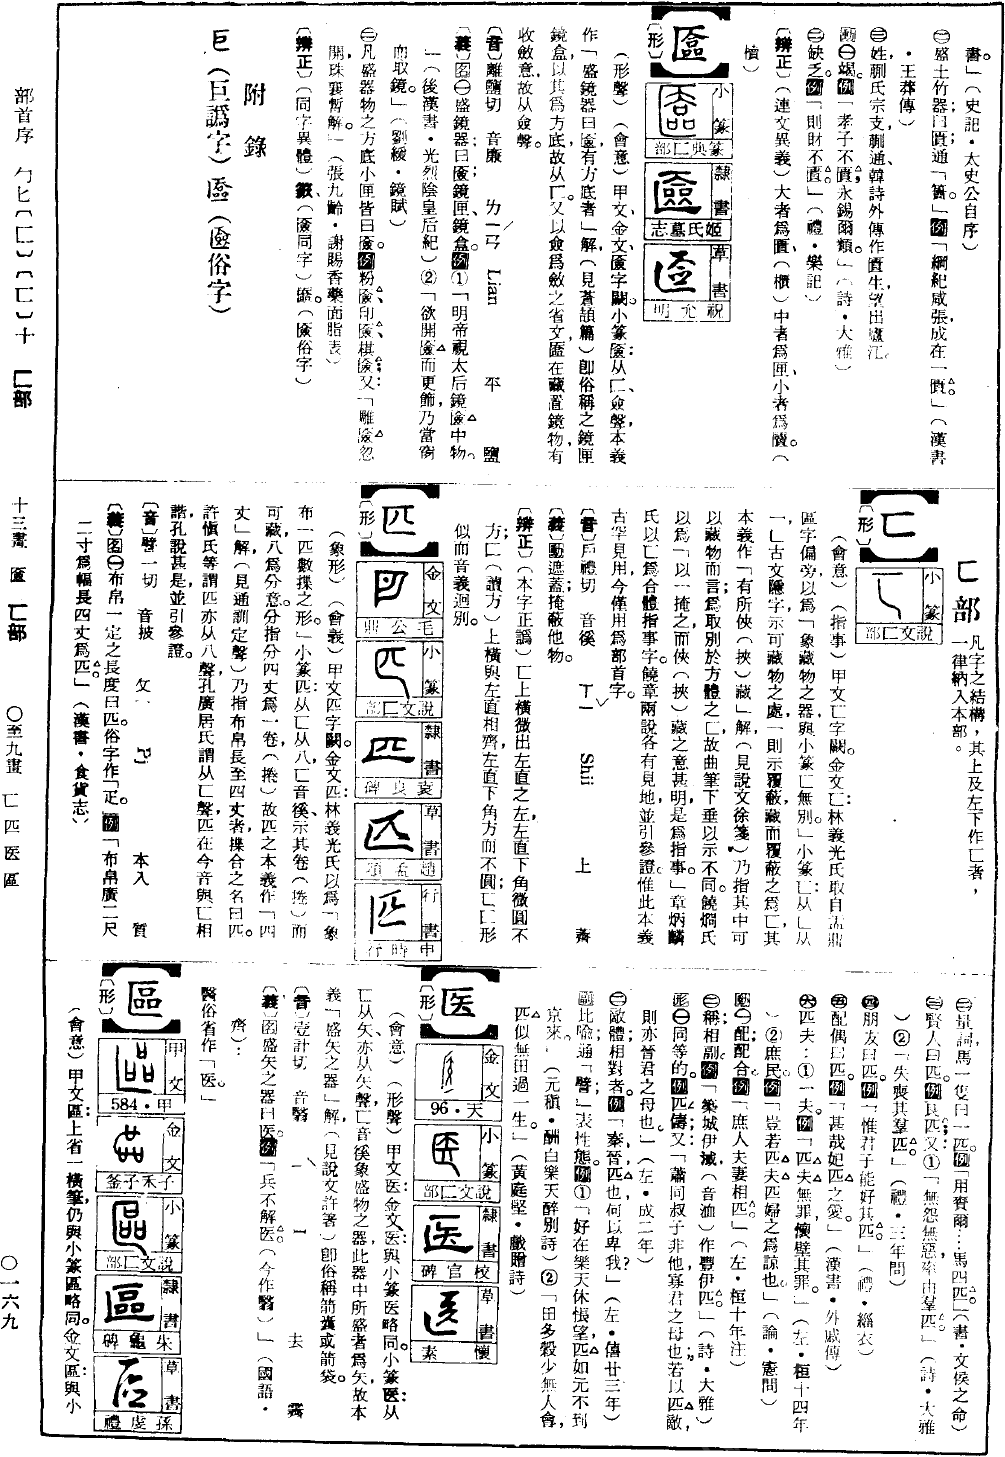 書。」(史記・太史公自序)
㊁盛土竹器曰匱;通「簣。」例「綱紀咸張,成在一匱。」(漢書
・王莽傳)
㊂姓,蒯氏宗支,蒯通,韓詩外傳作匱生,望出廬江。
動㊀竭。例「孝子不匱,永錫爾類。」(詩・大雅)
㊁缺乏。例「則財不匱。」(禮・樂記)
〔辨正〕(連文異義)大者爲匱(櫃)中者爲匣,小者爲匵(
櫝)
匳
〔形〕
小篆
篆典匚部
隸書
姬氏墓志
草書
祝允明
(形聲)(會意)甲文、金文匳字闕。小篆匳:从匚、僉聲,本義
作「盛鏡器曰匳,有方底者」解,(見蒼頡篇)卽俗稱之鏡匣
鏡盒,以其爲方底,故从匚。又以僉爲斂之省文,匳在藏置鏡物,有
收斂意,故从僉聲。
〔音〕離鹽切 音廉 ㄌㄧㄢˊ Lian 平 鹽
〔義〕名㊀盛鏡器曰匳;鏡匣,鏡盒。例①「明帝視太后鏡匳中物。
」(後漢書・光烈陰皇后紀)②「欲開匳而更飾,乃當窗
而取鏡。」(劉緩・鏡賦)
㊁凡盛器物之方底小匣皆曰匳。例粉匳、印匳、棋匳;又:「雕匳忽
開,珠囊暫解。」(張九齡・謝賜香藥面脂表)
〔辨正〕(同字異體)籢、(匳同字)匲。(匳俗字)
附錄
巨(巨譌字)匳(匳俗字)
匸部 凡字之結構,其上及左下作匸者,
一律納入本部。
匸
〔形〕
小篆
說文匸部
(會意)(指事)甲文匸字闕。金文匸:林義光氏取自盂鼎
區字偏旁,以爲「象藏物之器,與小篆匸無別。」小篆匸:从乚从
一,乚古文隱字,示可藏物之處;一則示覆蔽;藏而覆蔽之爲匸,其
本義作「有所俠(挾)藏」解,(見說文徐箋)乃指其中可
以藏物而言,爲取別於方體之匚,故曲筆下垂以示不同。饒炯氏
以爲「以一掩之,而俠(挾)藏之意甚明,是爲指事。」章炳麟
氏以匸爲合體指事字,饒章兩說各有見地,並引參證。惟此本義
古罕見用,今僅用爲部首字。
〔音〕戶禮切 音徯 ㄒㄧˇ Shii 上 薺
〔義〕動遮蓋;掩蔽他物。
〔辨正〕(本字正譌)匸上橫微出左直之左,左直下角微圓不
方;匚(讀方)上橫與左直相齊,左直下角方而不圓;匸匚形
似而音義迥別。
匹
〔形〕
金文
毛公鼎
小篆
說文匸部
隸書
袁良碑
草書
趙孟頫
行書
申時行
(象形)(會義)甲文匹字闕。金文匹:林義光氏以爲「象
布一匹數揲之形。」小篆匹:从匸从八,匸音徯,示其卷(捲)而
可藏,八爲分意,分指分四丈爲一卷(捲)故匹之本義作「四
丈」解,(見通訓定聲)乃指布帛長至四丈者揲合之名曰匹。
許愼氏等謂匹亦从八聲,孔廣居氏謂从匸聲,匹在今音與匸相
諧,孔說甚是,並引參證。
〔音〕譬一切 音披 ㄆㄧ Pi 本入 質
〔義〕名㊀布帛一定之長度曰匹。俗字作「疋。」例「布帛廣二尺
二寸爲幅,長四丈爲匹。」(漢書・食貨志)
㊁量詞,馬一隻曰一匹。例「用賚爾…馬四匹。」(書・文侯之命)
㊂賢人曰匹。例良匹;又①「無怨無惡,率由羣匹。」(詩・大雅
)②「失喪其羣匹。」(禮・三年問)
㊃朋友曰匹。例「惟君子能好其匹。」(禮・緇衣)
㊄配偶曰匹。例「甚哉妃匹之愛。」(漢書・外戚傳)
㊅匹夫:①一夫。例「匹夫無罪,懷璧其罪。」(左・桓十四年
)②庶民。例「豈若匹夫匹婦之爲諒也。」(論・憲問)
動㊀配;配合。例「庶人夫妻相匹。」(左・桓十年注)
㊁稱;相副。例「築城伊淢,(音洫)作豐伊匹。」(詩・大雅)
形㊀同等的。例匹儔;又「蕭同叔子非他,寡君之母也,若以匹敵,
則亦晉君之母也。」(左・成二年)
㊁敵體相對者。例「秦晉匹也,何以卑我?」(左・僖廿三年)
副比喩;通「譬;」表性態。例①「好在樂天休悵望,匹如元不到
京來。」(元稹・酬白樂天醉別詩)②「田多穀少無人會,
匹似無田過一生。」(黃庭堅・戲贈詩)
医
〔形〕
金文
96・天
小篆
說文匸部
隸書
校官碑
草書
懷素
(會意)(形聲)甲文医、金文医與小篆医略同。小篆医:从
匸从矢,亦从矢聲,匸音徯,象盛物之器,此器中所盛者爲矢,故本
義「盛矢之器」解,(見說文許箸)卽俗稱箭囊或箭袋。
〔音〕壹計切 音翳 ㄧˋ I 去 霽
〔義〕名盛矢之器曰医。例「兵不解医。(今作翳)」(國語・
齊):
醫俗省作「医。」
區
〔形〕
甲文
584・甲
金文
子禾子釜
小篆
說文匸部
隸書
朱龜碑
草書
孫虔禮
(會意)甲文區:上省一橫筆,仍與小篆區略同。金文區與小
部首序 勹匕〔匚〕〔匸〕十 匚部 十三畫 匳 匸部 ○至九畫 匸匹医區 ○一六九